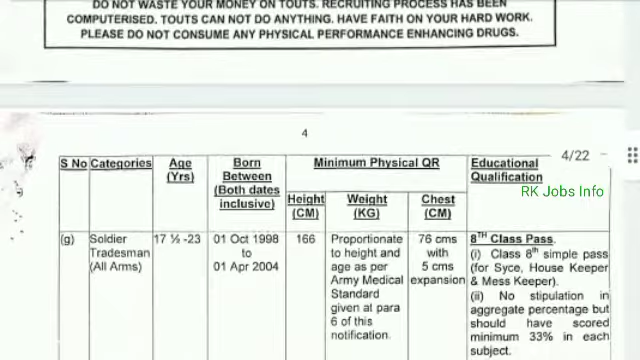 DO NOT WASTE YOUR MONEY ON TOUTS. RECRUITING PROCESS HAS BEEN
COMPUTERISED. TOUTS CAN NOT DO ANYTHING. HAVE FAITH ON YOUR HARD WORK.
PLEASE DO NOT CONSUME ANY PHYSICAL PERFORMANCE ENHANCING DRUGS.
4
4/22
RK Jobs Info
S No Categories Age (Yrs) Born Between (Both dates inclusive) Minimum Physical QR Educational Qualification
Height (CM) Weight (KG) Chest (CM)
(g) Soldier Tradesman (All Arms) 17 ½ -23 01 Oct 1998 to 01 Apr 2004 166 Proportionate to height and age as per Army Medical Standard given at para 6 of this notification. 76 cms with 5 cms expansion
8TH Class Pass.
(i) Class 8th simple pass
(for Syce, House Keeper
& Mess Keeper).
(ii) No stipulation in
aggregate percentage but
should have scored
minimum 33% in each
subject.